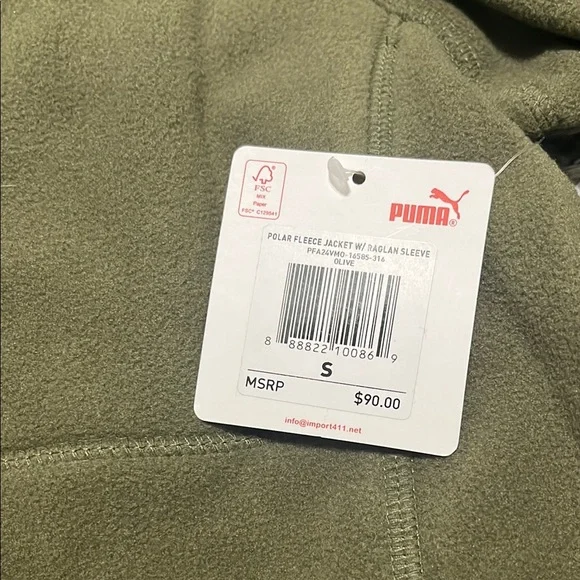 FSC
MIX
Paper
FSC® C125541
PUMA®
POLAR FLEECE JACKET W/ RAGLAN SLEEVE
PFA24VMO-16585-316
OLIVE
8 88822 10086 9
S
MSRP $90.00
info@import411.net